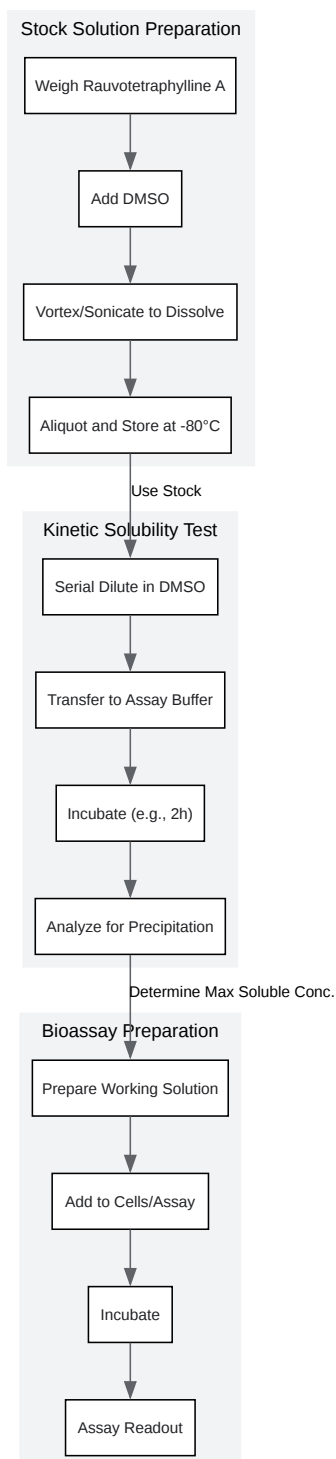 Stock Solution Preparation
Weigh Rauvotetraphylline A
Add DMSO
Vortex/Sonicate to Dissolve
Aliquot and Store at -80°C
Use Stock
Kinetic Solubility Test
Serial Dilute in DMSO
Transfer to Assay Buffer
Incubate (e.g., 2h)
Analyze for Precipitation
Determine Max Soluble Conc.
Bioassay Preparation
Prepare Working Solution
Add to Cells/Assay
Incubate
Assay Readout